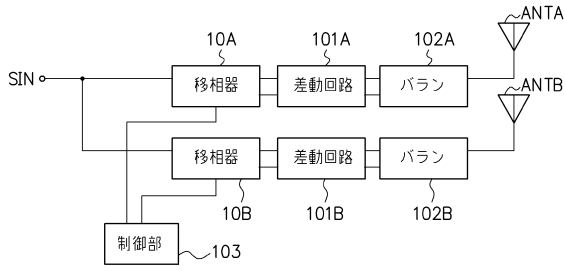 ANTA
10A 101A 102A
SIN 移相器 差動回路 バラン
ANTB
移相器 差動回路 バラン
10B 101B 102B
制御部 103